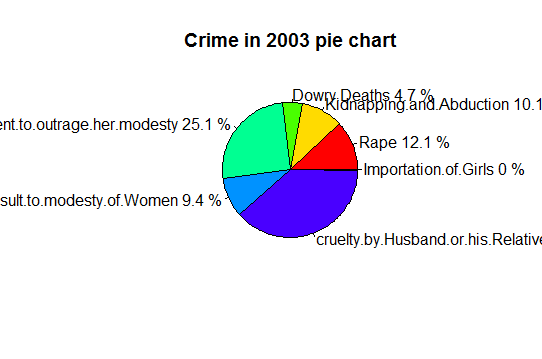 Crime in 2003 pie chart
Dowry.Deaths 4.7 %
Kidnapping.and.Abduction 10.1
ent.to.outrage.her.modesty 25.1 %
Rape 12.1 %
Importation.of.Girls 0 %
sult.to.modesty.of.Women 9.4 %
cruelty.by.Husband.or.his.Relative